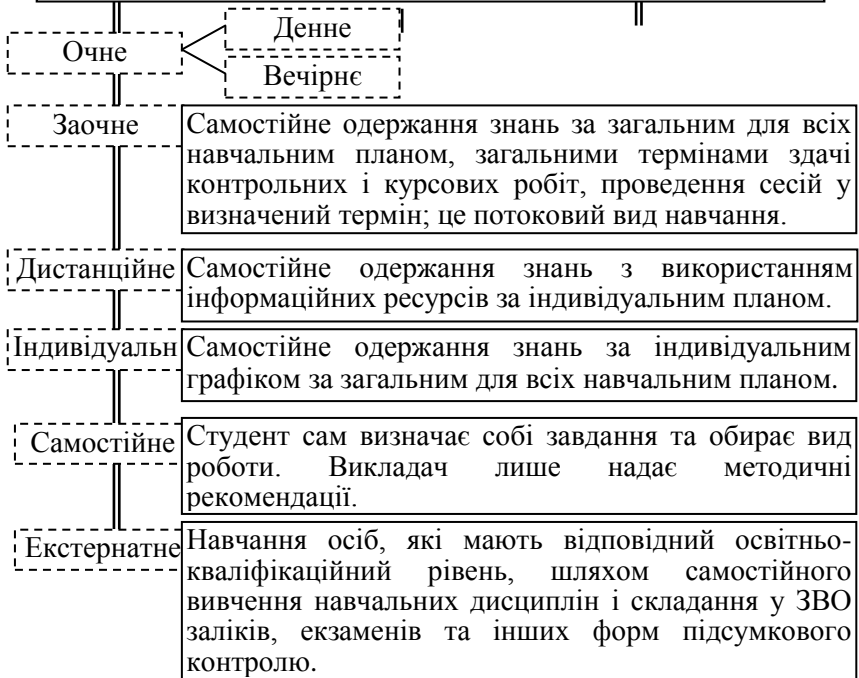 Денне
Очне
Вечірнє
Заочне
Самостійне одержання знань за загальним для всіх
навчальним планом, загальними термінами здачі
контрольних і курсових робіт, проведення сесій у
визначений термін; це потоковий вид навчання.
Дистанційне
Самостійне одержання знань з використанням
інформаційних ресурсів за індивідуальним планом.
Індивідуальн
Самостійне одержання знань за індивідуальним
графіком за загальним для всіх навчальним планом.
Самостійне
Студент сам визначає собі завдання та обирає вид
роботи. Викладач лише надає методичні
рекомендації.
Екстернатне
Навчання осіб, які мають відповідний освітньо-
кваліфікаційний рівень, шляхом самостійного
вивчення навчальних дисциплін і складання у ЗВО
заліків, екзаменів та інших форм підсумкового
контролю.